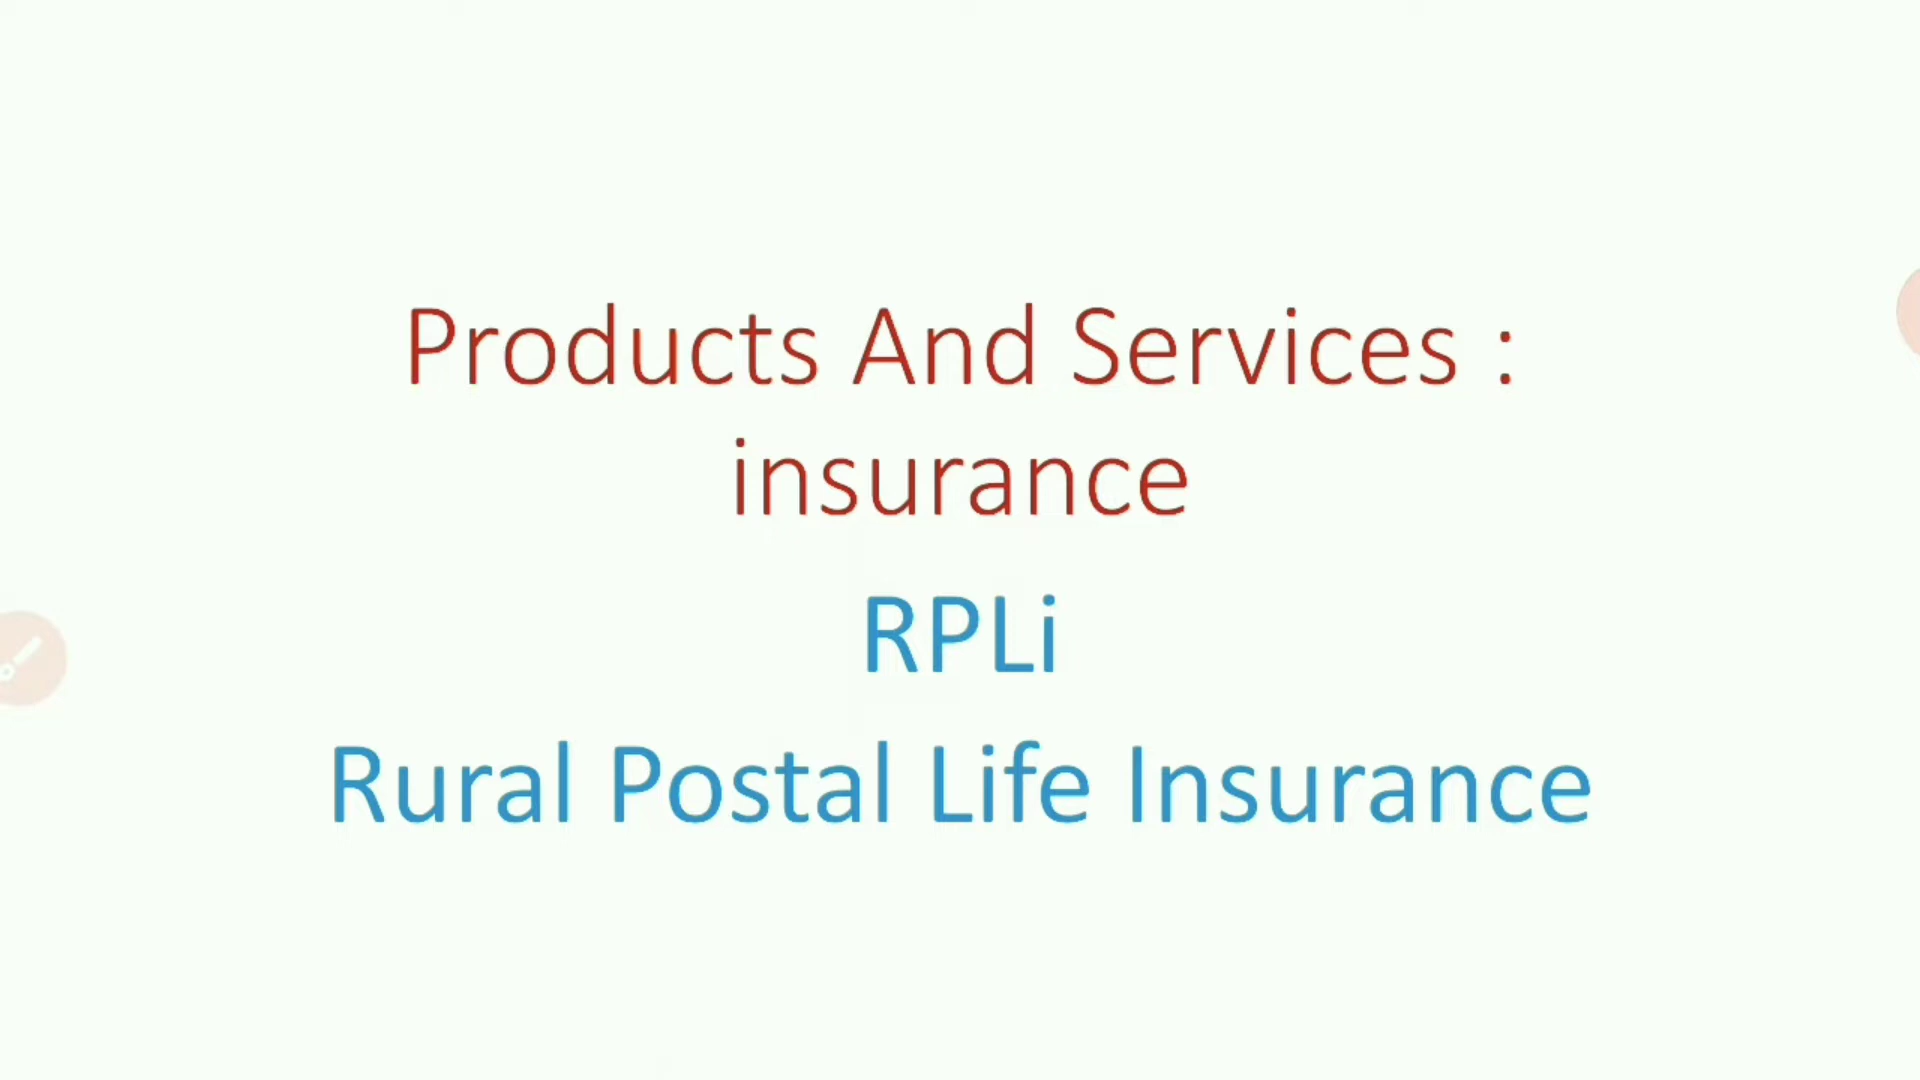 Products And Services :
insurance
RPLi
Rural Postal Life Insurance